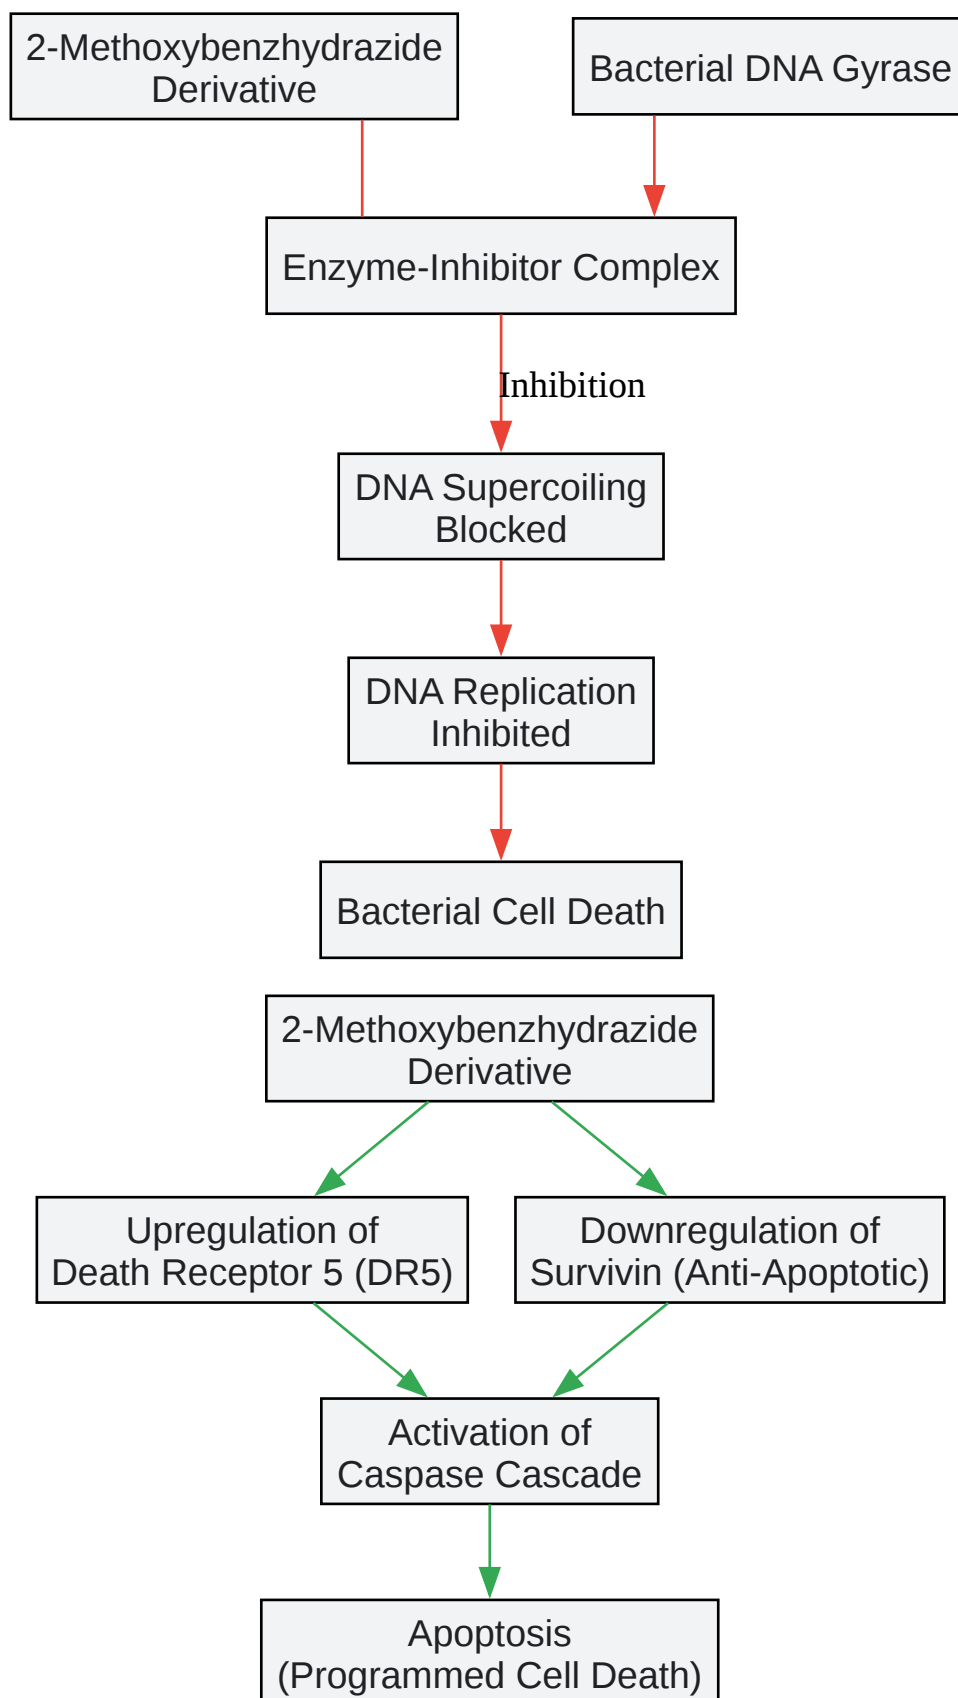 2-Methoxybenzhydrazide
Derivative
Bacterial DNA Gyrase
Enzyme-Inhibitor Complex
Inhibition
DNA Supercoiling
Blocked
DNA Replication
Inhibited
Bacterial Cell Death
2-Methoxybenzhydrazide
Derivative
Upregulation of
Death Receptor 5 (DR5)
Downregulation of
Survivin (Anti-Apoptotic)
Activation of
Caspase Cascade
Apoptosis
(Programmed Cell Death)